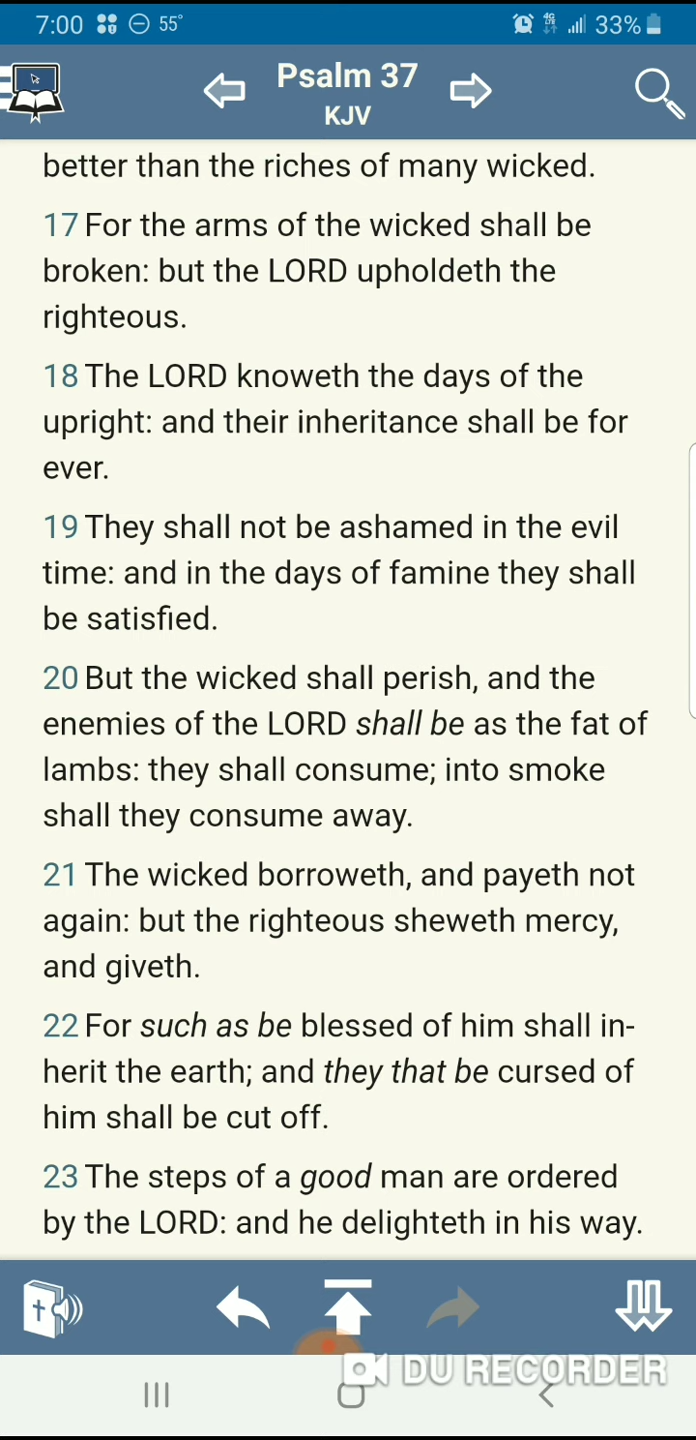 7:00 55° 33%
Psalm 37
KJV
better than the riches of many wicked.
17 For the arms of the wicked shall be
broken: but the LORD upholdeth the
righteous.
18 The LORD knoweth the days of the
upright: and their inheritance shall be for
ever.
19 They shall not be ashamed in the evil
time: and in the days of famine they shall
be satisfied.
20 But the wicked shall perish, and the
enemies of the LORD shall be as the fat of
lambs: they shall consume; into smoke
shall they consume away.
21 The wicked borroweth, and payeth not
again: but the righteous sheweth mercy,
and giveth.
22 For such as be blessed of him shall in-
herit the earth; and they that be cursed of
him shall be cut off.
23 The steps of a good man are ordered
by the LORD: and he delighteth in his way.
DU RECORDER